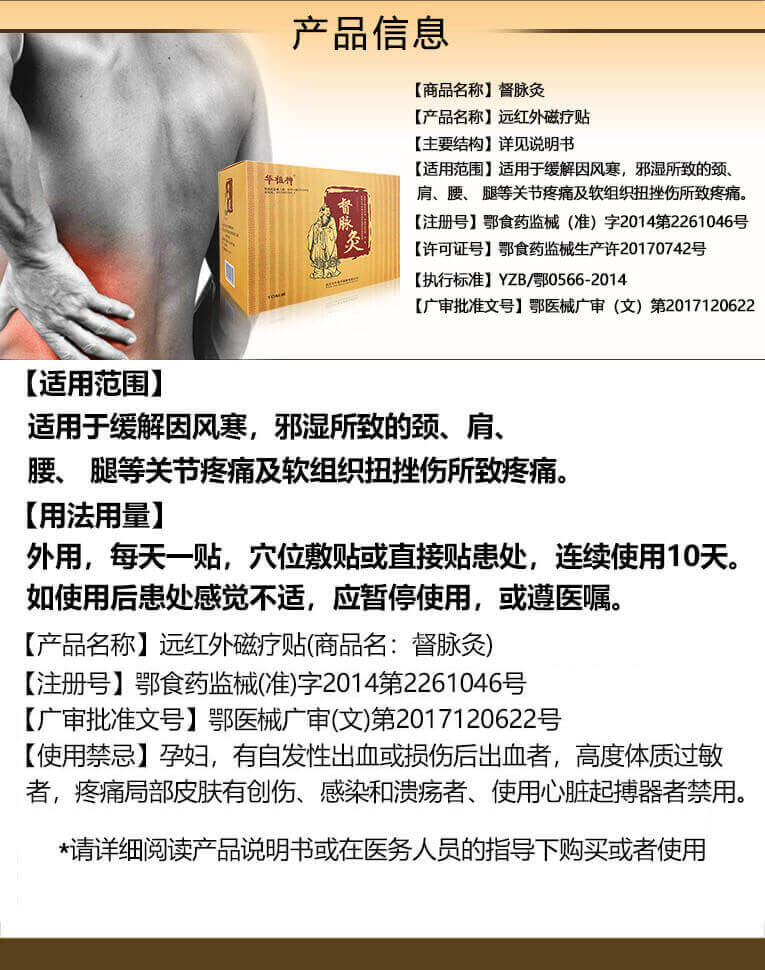 产品信息
【商品名称】督脉灸
【产品名称】远红外磁疗贴
【主要结构】详见说明书
【适用范围】适用于缓解因风寒，邪湿所致的颈、
肩、腰、 腿等关节疼痛及软组织扭挫伤所致疼痛。
【注册号】鄂食药监械（准）字2014第2261046号
【许可证号】鄂食药监械生产许20170742号
【执行标准】YZB/鄂0566-2014
【广审批准文号】鄂医械广审（文）第2017120622
督脉灸
【适用范围】
适用于缓解因风寒，邪湿所致的颈、肩、
腰、 腿等关节疼痛及软组织扭挫伤所致疼痛。
【用法用量】
外用，每天一贴，穴位敷贴或直接贴患处，连续使用10天。
如使用后患处感觉不适，应暂停使用，或遵医嘱。
【产品名称】远红外磁疗贴(商品名：督脉灸)
【注册号】鄂食药监械(准)字2014第2261046号
【广审批准文号】鄂医械广审(文)第2017120622号
【使用禁忌】孕妇，有自发性出血或损伤后出血者，高度体质过敏
者，疼痛局部皮肤有创伤、感染和溃疡者、使用心脏起搏器者禁用。
*请详细阅读产品说明书或在医务人员的指导下购买或者使用